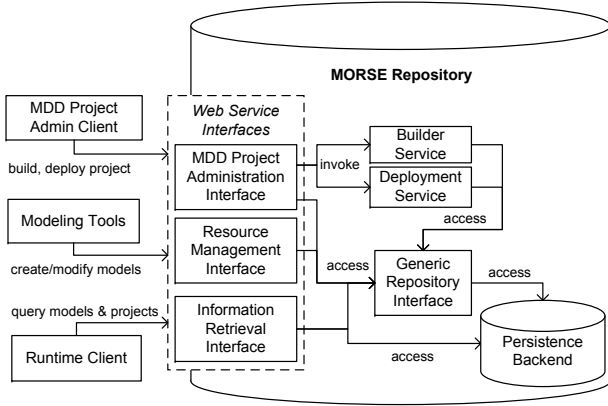 MORSE Repository
MDD Project
Admin Client
build, deploy project
Web Service
Interfaces
MDD Project
Administration
Interface
invoke
Builder
Service
Deployment
Service
access
Modeling Tools
create/modify models
Resource
Management
Interface
access
Generic
Repository
Interface
access
query models & projects
Runtime Client
Information
Retrieval
Interface
access
Persistence
Backend